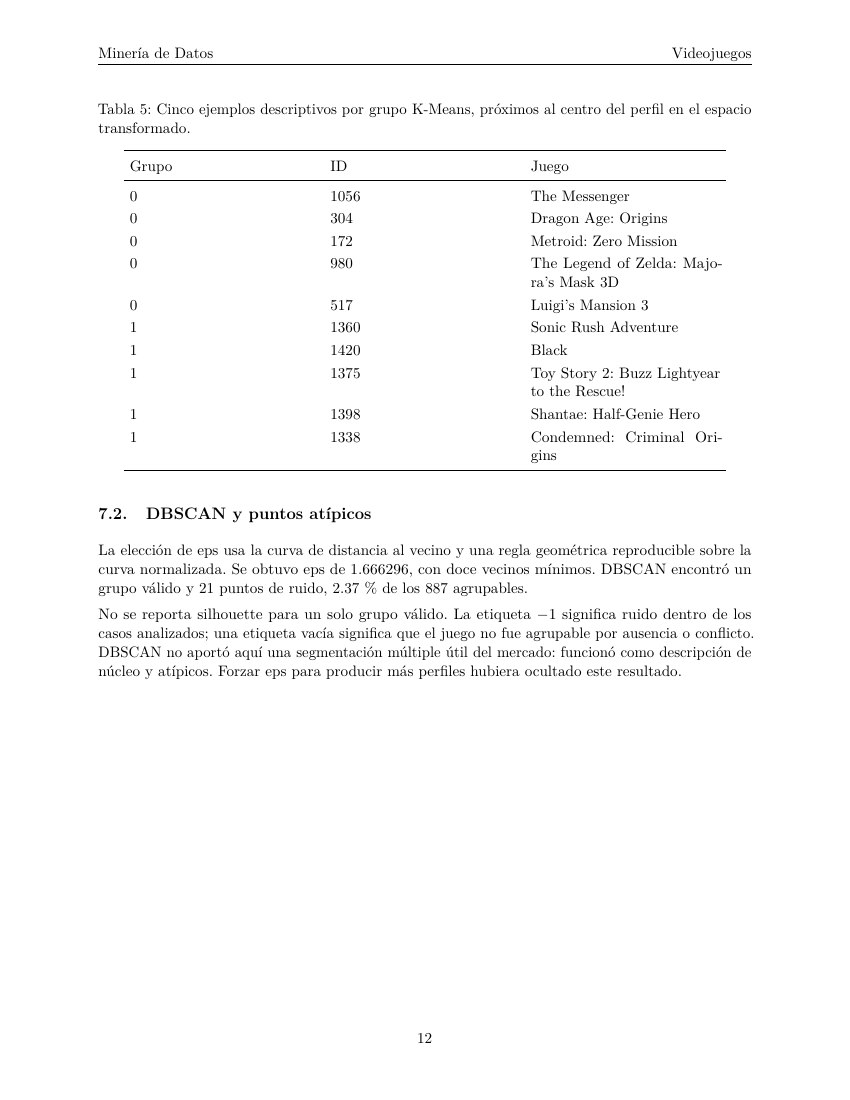 Minería de Datos Videojuegos
Tabla 5: Cinco ejemplos descriptivos por grupo K-Means, próximos al centro del perfil en el espacio
transformado.
Grupo ID Juego
0 1056 The Messenger
0 304 Dragon Age: Origins
0 172 Metroid: Zero Mission
0 980 The Legend of Zelda: Majo-
ra's Mask 3D
0 517 Luigi's Mansion 3
1 1360 Sonic Rush Adventure
1 1420 Black
1 1375 Toy Story 2: Buzz Lightyear
to the Rescue!
1 1398 Shantae: Half-Genie Hero
1 1338 Condemned: Criminal Ori-
gins
7.2. DBSCAN y puntos atípicos
La elección de eps usa la curva de distancia al vecino y una regla geométrica reproducible sobre la
curva normalizada. Se obtuvo eps de 1.666296, con doce vecinos mínimos. DBSCAN encontró un
grupo válido y 21 puntos de ruido, 2.37 % de los 887 agrupables.
No se reporta silhouette para un solo grupo válido. La etiqueta −1 significa ruido dentro de los
casos analizados; una etiqueta vacía significa que el juego no fue agrupable por ausencia o conflicto.
DBSCAN no aportó aquí una segmentación múltiple útil del mercado: funcionó como descripción de
núcleo y atípicos. Forzar eps para producir más perfiles hubiera ocultado este resultado.
12